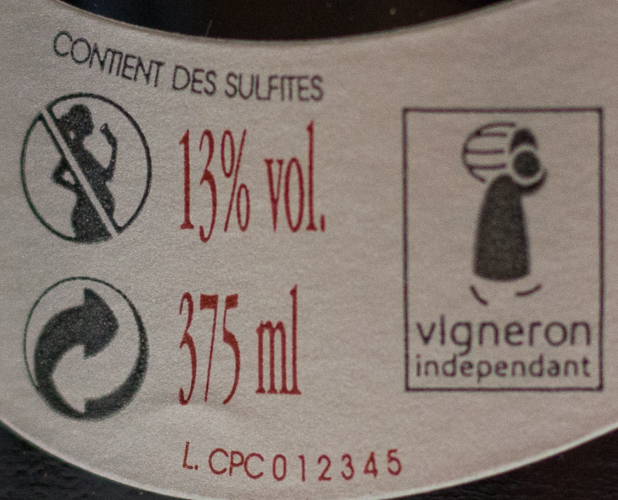 CONTIENT DES SULFITES
13% vol.
375 ml
vigneron
independant
L. CPC012345